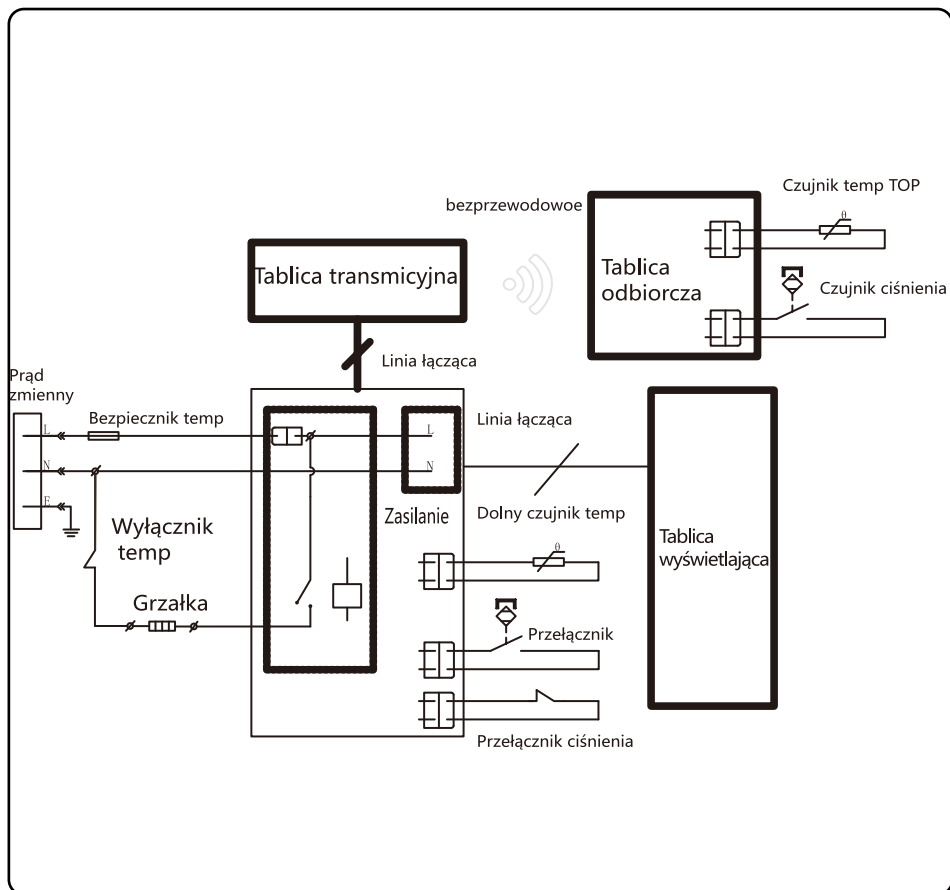 Czujnik temp TOP
bezprzewodowoe
Tablica transmicyjna
Tablica
odbiorcza
Czujnik ciśnienia
Linia łącząca
Prąd
zmienny
Bezpiecznik temp
Linia łącząca
L
L
N
N
E
Zasilanie
Dolny czujnik temp
Wyłącznik
temp
Tablica
wyświetlająca
θ
θ
Grzałka
Przełącznik
Przełącznik ciśnienia